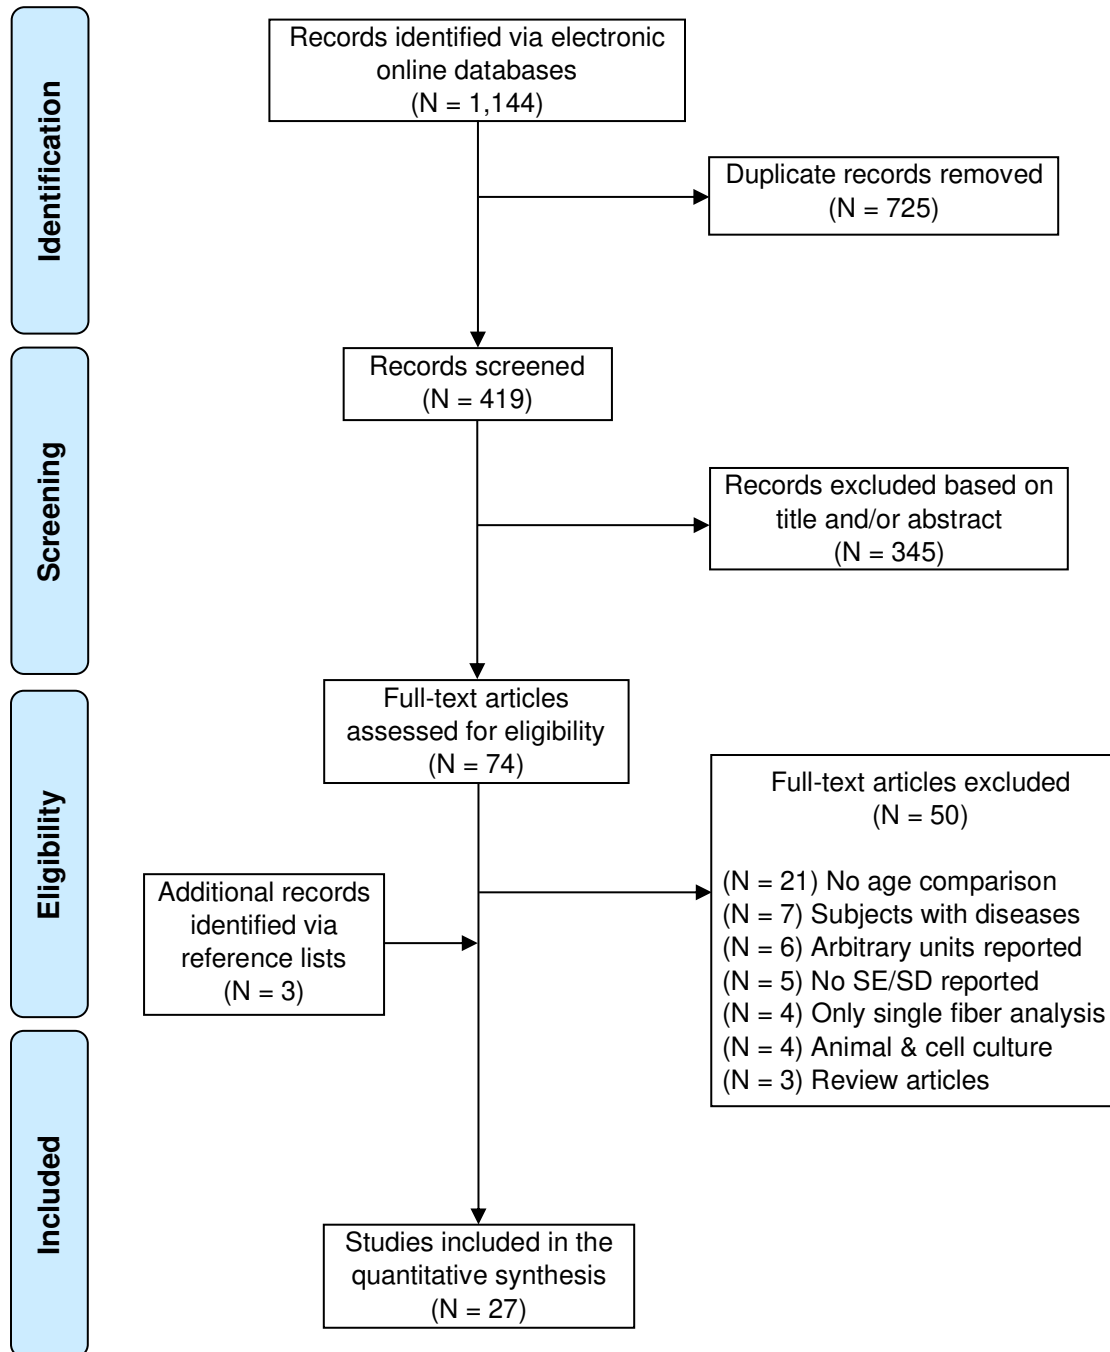 Identification
Records identified via electronic
online databases
(N = 1,144)
Duplicate records removed
(N = 725)
Screening
Records screened
(N = 419)
Records excluded based on
title and/or abstract
(N = 345)
Eligibility
Full-text articles
assessed for eligibility
(N = 74)
Full-text articles excluded
(N = 50)
(N = 21) No age comparison
(N = 7) Subjects with diseases
(N = 6) Arbitrary units reported
(N = 5) No SE/SD reported
(N = 4) Only single fiber analysis
(N = 4) Animal & cell culture
(N = 3) Review articles
Additional records
identified via
reference lists
(N = 3)
Included
Studies included in the
quantitative synthesis
(N = 27)